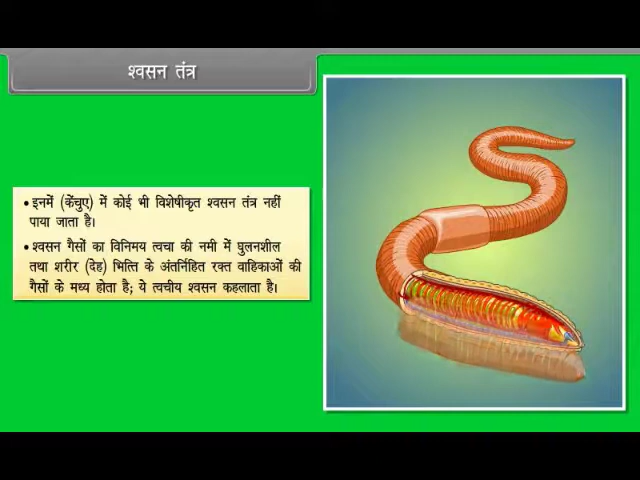 श्वसन तंत्र
• इनमें (केंचुए) में कोई भी विशेषीकृत श्वसन तंत्र नहीं
पाया जाता है।
• श्वसन गैसों का विनिमय त्वचा की नमी में घुलनशील
तथा शरीर (देह) भित्ति के अंतर्निहित रक्त वाहिकाओं की
गैसों के मध्य होता है; ये त्वचीय श्वसन कहलाता है।